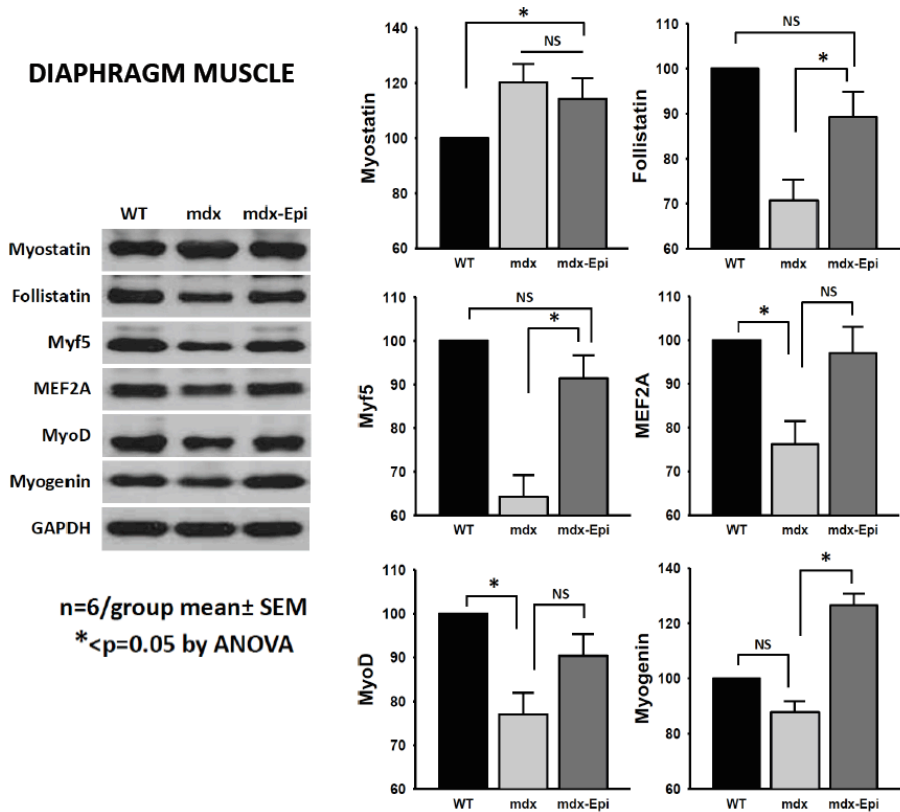 DIAPHRAGM MUSCLE
WT mdx mdx-Epi
Myostatin
Follistatin
Myf5
MEF2A
MyoD
Myogenin
GAPDH
n=6/group mean± SEM
*<p=0.05 by ANOVA
Myostatin
140
120
100
80
60
*
NS
WT mdx mdx-Epi
Follistatin
110
100
90
80
70
60
NS
*
WT mdx mdx-Epi
Myf5
110
100
90
80
70
60
NS
*
WT mdx mdx-Epi
MEF2A
110
100
90
80
70
60
*
NS
WT mdx mdx-Epi
MyoD
110
100
90
80
70
60
*
NS
WT mdx mdx-Epi
Myogenin
140
120
100
80
60
NS
*
WT mdx mdx-Epi